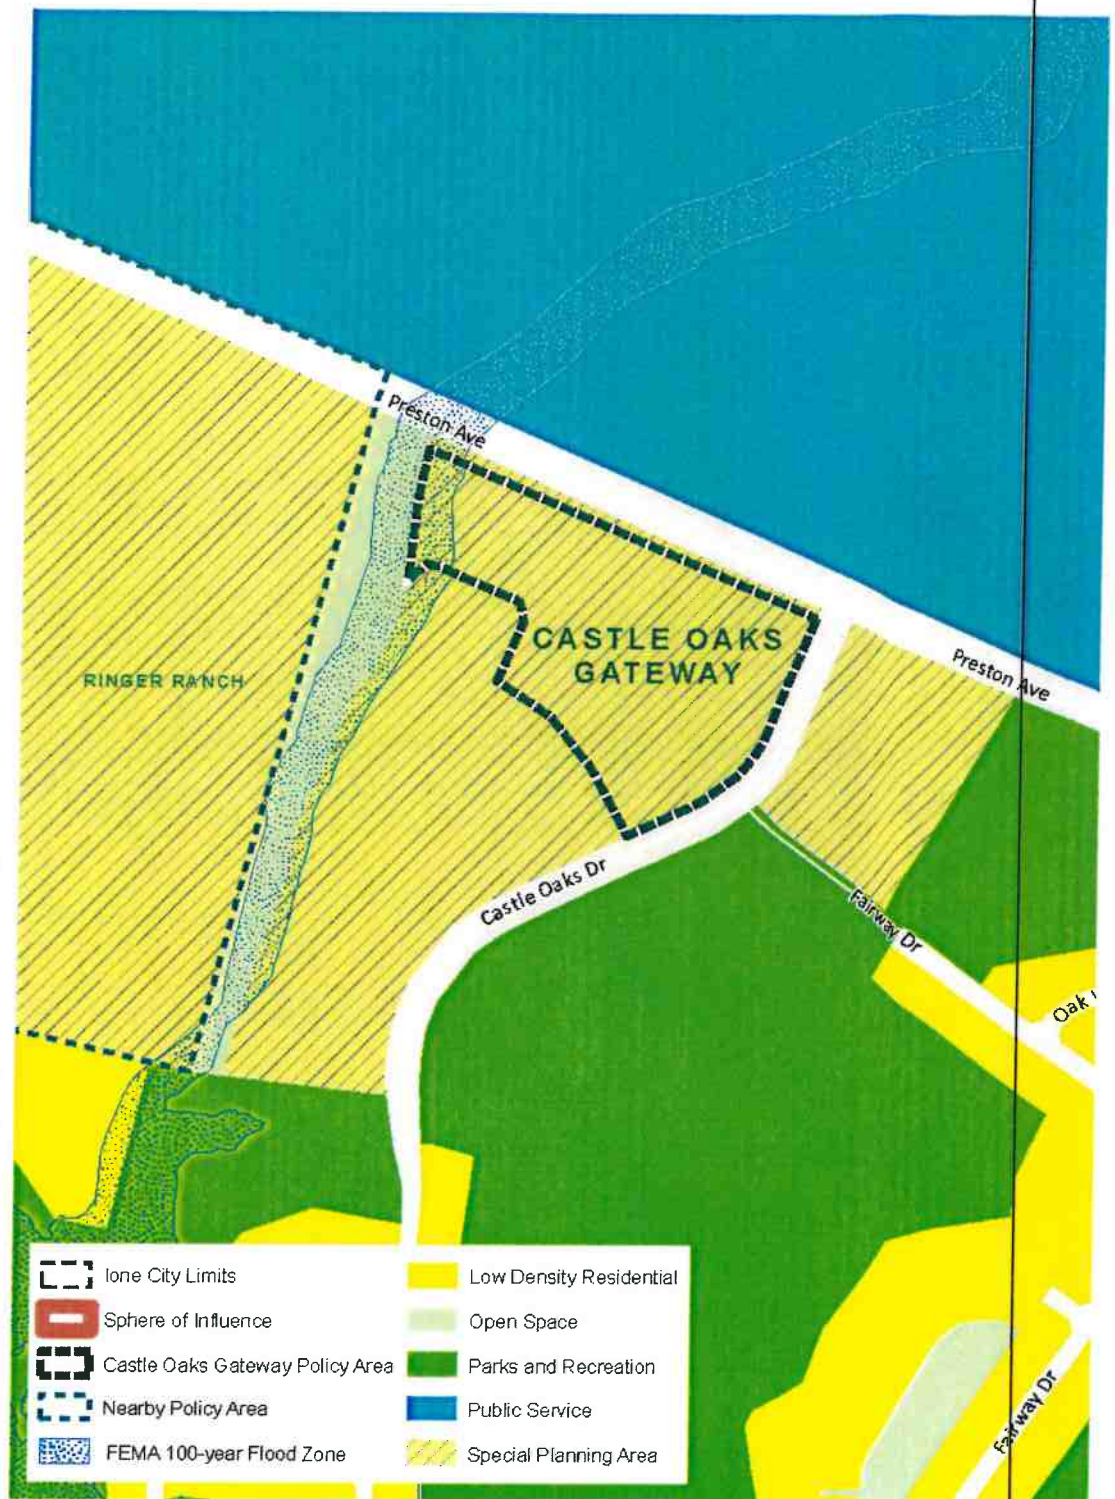 Preston Ave
CASTLE OAKS
GATEWAY
RINGER RANCH
Preston Ave
Castle Oaks Dr
Fairway Dr
Oak
Ione City Limits
Sphere of Influence
Castle Oaks Gateway Policy Area
Nearby Policy Area
FEMA 100-year Flood Zone
Low Density Residential
Open Space
Parks and Recreation
Public Service
Special Planning Area
Fairway Dr